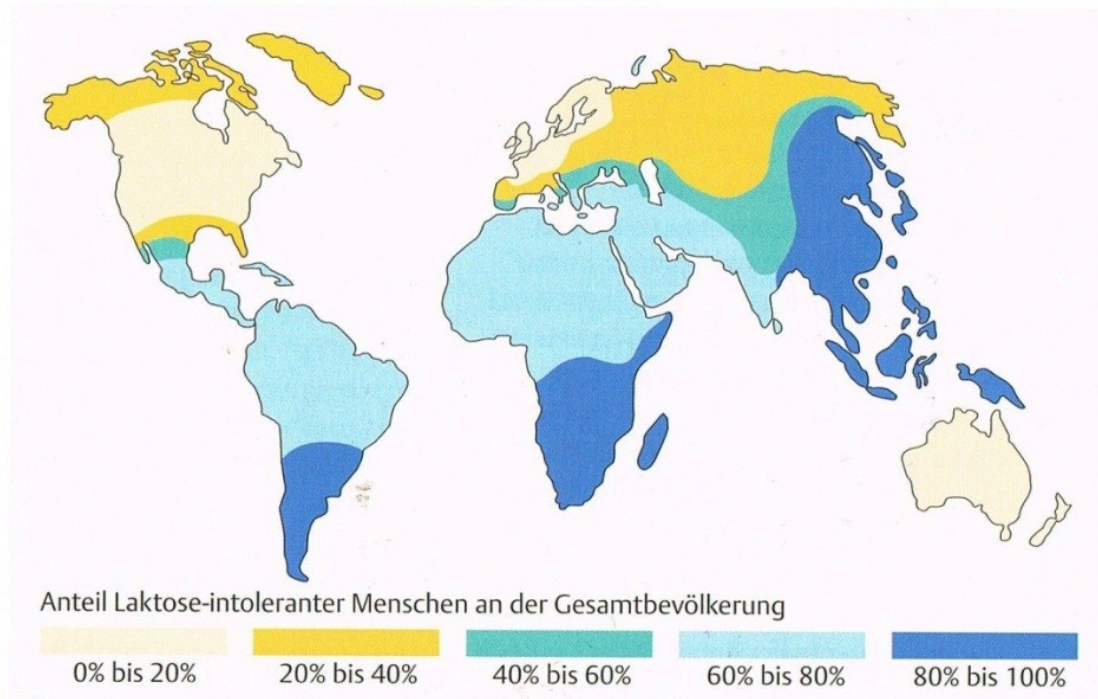 Anteil Laktose-intoleranter Menschen an der Gesamtbevölkerung
0% bis 20%
20% bis 40%
40% bis 60%
60% bis 80%
80% bis 100%